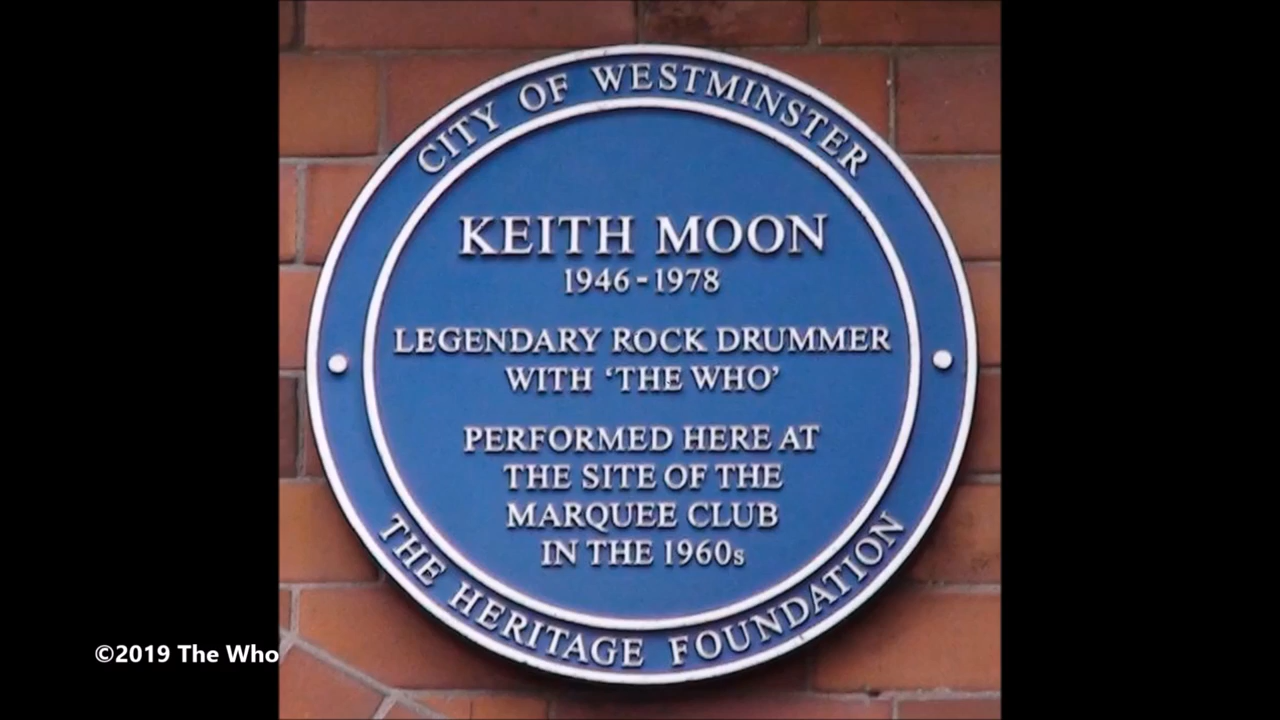 CITY OF WESTMINSTER
KEITH MOON
1946-1978
LEGENDARY ROCK DRUMMER
WITH ‘THE WHO’
PERFORMED HERE AT
THE SITE OF THE
MARQUEE CLUB
IN THE 1960s
THE HERITAGE FOUNDATION
©2019 The Who